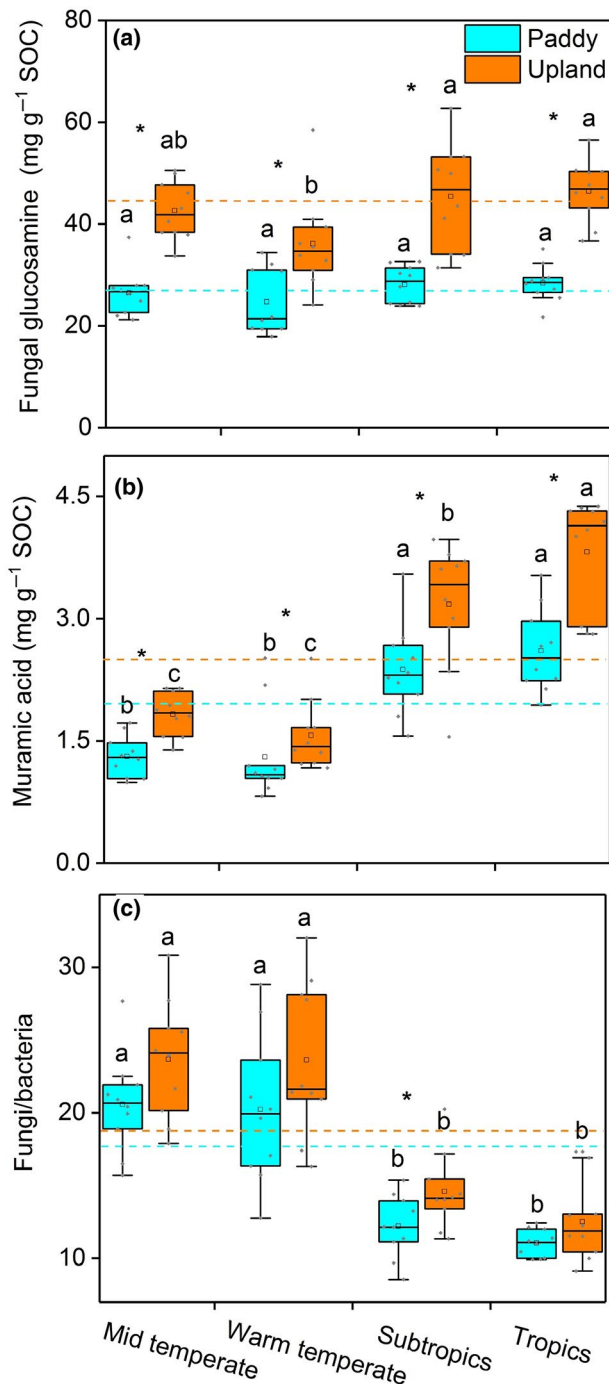 (a)
Paddy
Upland
Fungal glucosamine (mg g⁻¹ SOC)
80
60
40
20
0
* a ab
* a b
* a a
* a a
(b)
Muramic acid (mg g⁻¹ SOC)
4.5
3.0
1.5
0.0
* b c
* b c
* a b
* a a
(c)
Fungi/bacteria
30
20
10
a a
a a
* b b
b b
Mid temperate
Warm temperate
Subtropics
Tropics